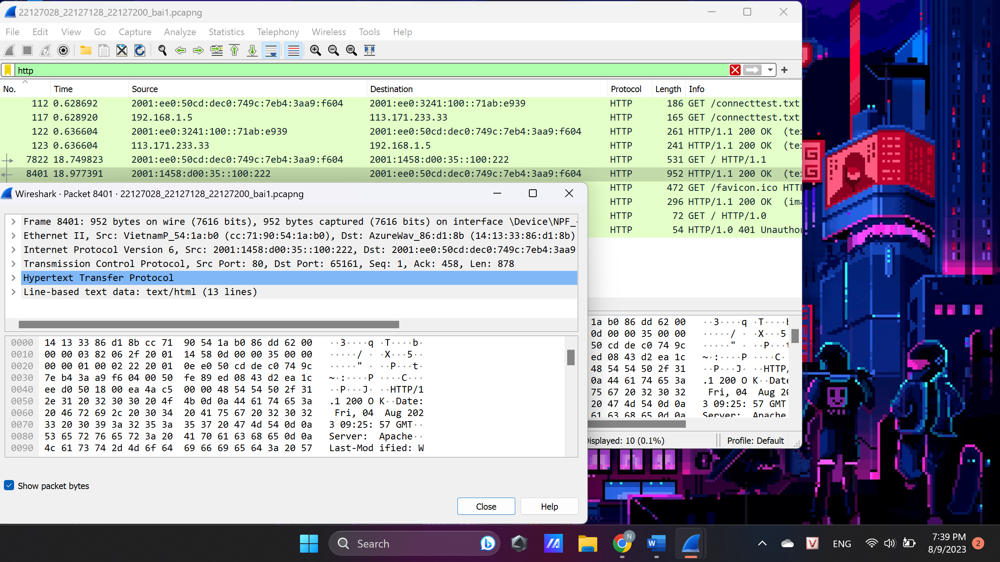 22127028_22127128_22127200_bai1.pcapng
File Edit View Go Capture Analyze Statistics Telephony Wireless Tools Help
http
No. Time Source Destination Protocol Length Info
112 0.628692 2001:ee0:50cd:dec0:749c:7eb4:3aa9:f604 2001:ee0:3241:100::71ab:e939 HTTP 186 GET /connecttest.txt
117 0.628920 192.168.1.5 113.171.233.33 HTTP 165 GET /connecttest.txt
122 0.636604 2001:ee0:3241:100::71ab:e939 2001:ee0:50cd:dec0:749c:7eb4:3aa9:f604 HTTP 261 HTTP/1.1 200 OK (te
123 0.636604 113.171.233.33 192.168.1.5 HTTP 241 HTTP/1.1 200 OK (te
7822 18.749823 2001:ee0:50cd:dec0:749c:7eb4:3aa9:f604 2001:1458:d00:35::100:222 HTTP 531 GET / HTTP/1.1
8401 18.977391 2001:1458:d00:35::100:222 2001:ee0:50cd:dec0:749c:7eb4:3aa9:f604 HTTP 952 HTTP/1.1 200 OK (te
HTTP 472 GET /favicon.ico HTT
HTTP 296 HTTP/1.1 200 OK (im
HTTP 72 GET / HTTP/1.0
HTTP 54 HTTP/1.0 401 Unautho
Wireshark · Packet 8401 · 22127028_22127128_22127200_bai1.pcapng
Frame 8401: 952 bytes on wire (7616 bits), 952 bytes captured (7616 bits) on interface \Device\NPF_
Ethernet II, Src: VietnamP_54:1a:b0 (cc:71:90:54:1a:b0), Dst: AzureWav_86:d1:8b (14:13:33:86:d1:8b)
Internet Protocol Version 6, Src: 2001:1458:d00:35::100:222, Dst: 2001:ee0:50cd:dec0:749c:7eb4:3aa9
Transmission Control Protocol, Src Port: 80, Dst Port: 65161, Seq: 1, Ack: 458, Len: 878
Hypertext Transfer Protocol
Line-based text data: text/html (13 lines)
0000 14 13 33 86 d1 8b cc 71 90 54 1a b0 86 dd 62 00 ··3····q ·T····b·
0010 00 00 03 82 06 2f 20 01 14 58 0d 00 00 35 00 00 ·····/ · ·X···5··
0020 00 00 01 00 02 22 20 01 0e e0 50 cd de c0 74 9c ·····" · ··P···t·
0030 7e b4 3a a9 f6 04 00 50 fe 89 ed 08 43 d2 ea 1c ~·:····P ····C···
0040 ee d0 50 18 00 ea 4a c5 00 00 48 54 54 50 2f 31 ··P···J· ··HTTP/1
0050 2e 31 20 32 30 30 20 4f 4b 0d 0a 44 61 74 65 3a .1 200 O K··Date:
0060 20 46 72 69 2c 20 30 34 20 41 75 67 20 32 30 32 Fri, 04 Aug 202
0070 33 20 30 39 3a 32 35 3a 35 37 20 47 4d 54 0d 0a 3 09:25: 57 GMT··
0080 53 65 72 76 65 72 3a 20 41 70 61 63 68 65 0d 0a Server: Apache··
0090 4c 61 73 74 2d 4d 6f 64 69 66 69 65 64 3a 20 57 Last-Mod ified: W
1a b0 86 dd 62 00 ··3····q ·T····
0d 00 00 35 00 00 ·····/ · ·X···5
50 cd de c0 74 9c ·····" · ··P···
ed 08 43 d2 ea 1c ~·:····P ····C·
48 54 54 50 2f 31 ··P···J· ··HTTP/
0a 44 61 74 65 3a .1 200 O K··Date
75 67 20 32 30 32 Fri, 04 Aug 20
20 47 4d 54 0d 0a 3 09:25: 57 GMT
61 63 68 65 0d 0a Server: Apache
isplayed: 10 (0.1%) Profile: Default
Show packet bytes
Close Help
Search
N
W
V
ENG
7:39 PM
8/9/2023
2